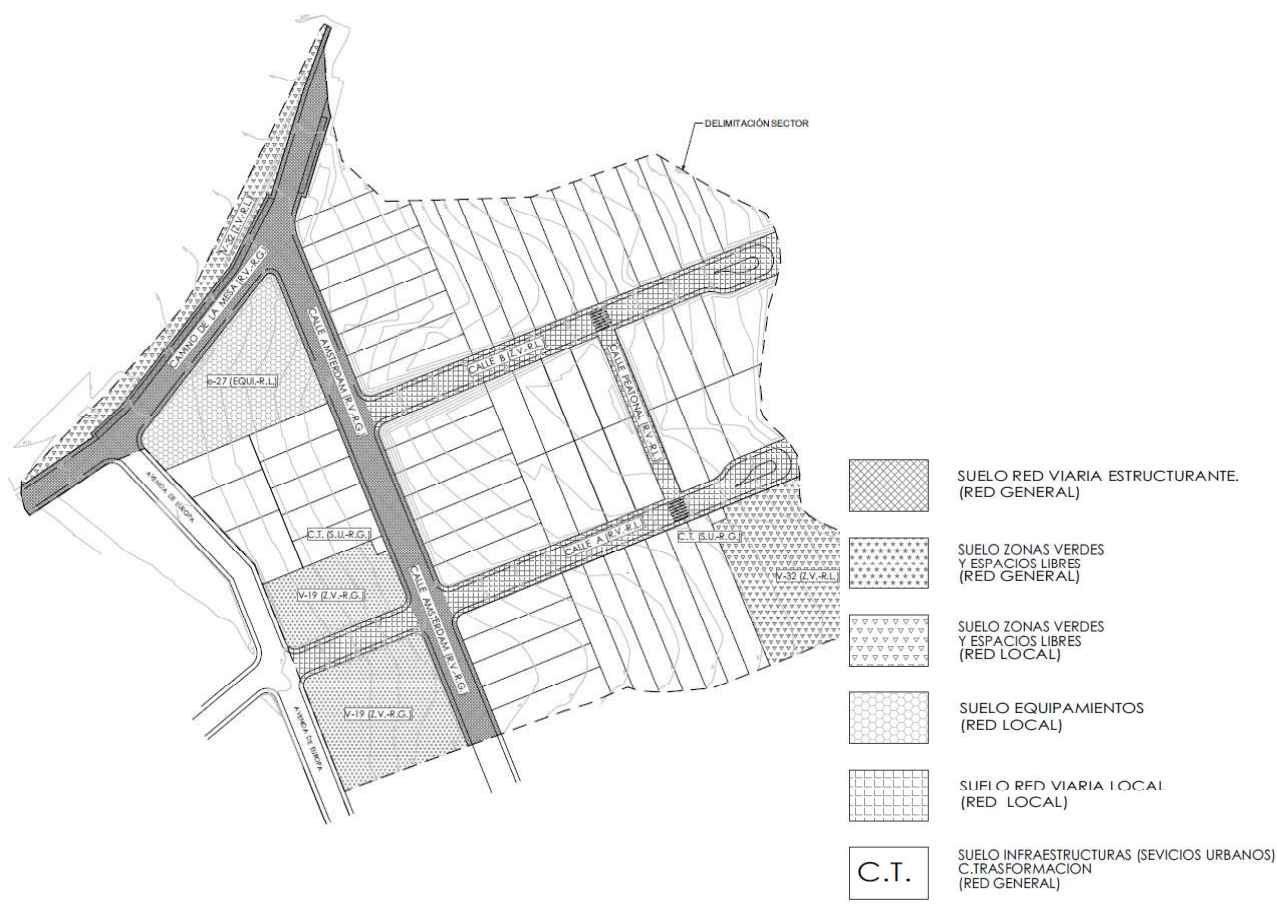 DELIMITACIÓN SECTOR
V-32 (Z.V.-R.L.)
CAMINO DE LA MESA (R.V.-R.G.
CALLE AMSTERDAM (R.V.-R.G.
e-27 (EQUI.-R.L.)
CALLE B (Z.V.-R.L.)
CALLE PEATONAL (R.V.-R.L.)
AVENIDA DE EUROPA
C.T. (S.U.-R.G.)
CALLE A (R.V.-R.L.)
C.T. (S.U.-R.G.)
V-32 (Z.V.-R.L.)
V-19 (Z.V.-R.G.)
CALLE AMSTERDAM (R.V.-R.G.
V-19 (Z.V.-R.G.)
AVENIDA DE EUROPA
SUELO RED VIARIA ESTRUCTURANTE.
(RED GENERAL)
SUELO ZONAS VERDES
Y ESPACIOS LIBRES
(RED GENERAL)
SUELO ZONAS VERDES
Y ESPACIOS LIBRES
(RED LOCAL)
SUELO EQUIPAMIENTOS
(RED LOCAL)
SUELO RED VIARIA LOCAL
(RED LOCAL)
C.T.
SUELO INFRAESTRUCTURAS (SEVICIOS URBANOS)
C.TRASFORMACION
(RED GENERAL)